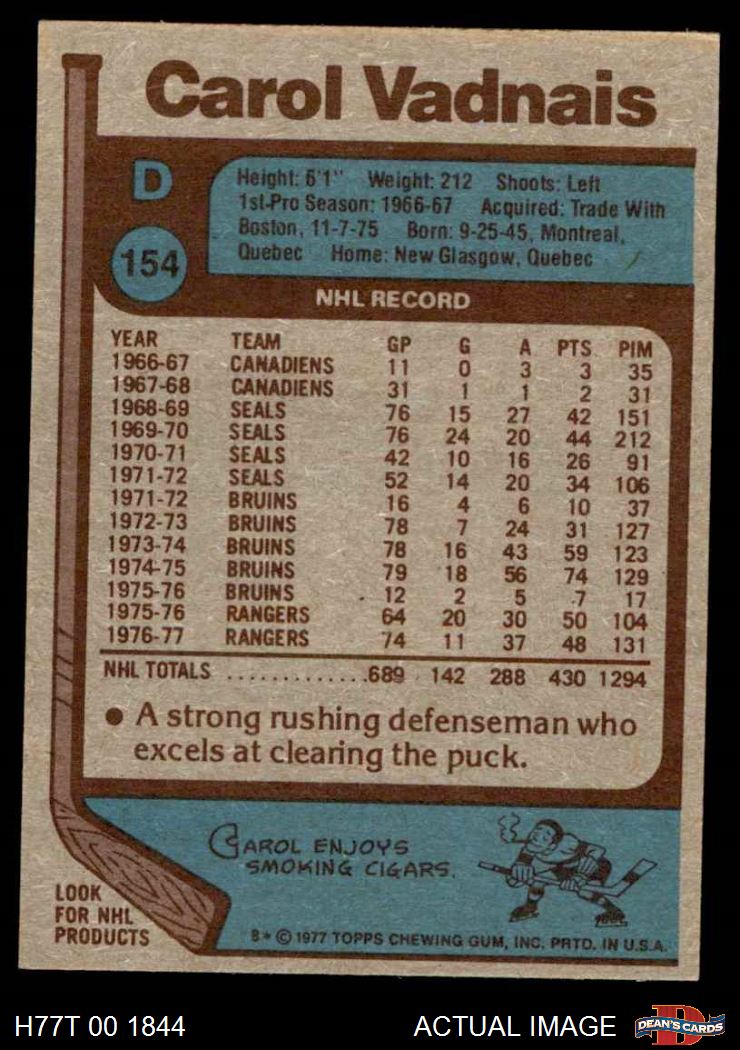 Carol Vadnais
D
154
Height: 6'1" Weight: 212 Shoots: Left
1st-Pro Season: 1966-67 Acquired: Trade With
Boston, 11-7-75 Born: 9-25-45, Montreal,
Quebec Home: New Glasgow, Quebec
NHL RECORD
YEAR TEAM GP G A PTS PIM
1966-67 CANADIENS 11 0 3 3 35
1967-68 CANADIENS 31 1 1 2 31
1968-69 SEALS 76 15 27 42 151
1969-70 SEALS 76 24 20 44 212
1970-71 SEALS 42 10 16 26 91
1971-72 SEALS 52 14 20 34 106
1971-72 BRUINS 16 4 6 10 37
1972-73 BRUINS 78 7 24 31 127
1973-74 BRUINS 78 16 43 59 123
1974-75 BRUINS 79 18 56 74 129
1975-76 BRUINS 12 2 5 7 17
1975-76 RANGERS 64 20 30 50 104
1976-77 RANGERS 74 11 37 48 131
NHL TOTALS .............689 142 288 430 1294
● A strong rushing defenseman who
excels at clearing the puck.
CAROL ENJOYS
SMOKING CIGARS.
LOOK
FOR NHL
PRODUCTS
B* © 1977 TOPPS CHEWING GUM, INC. PRTD. IN U.S.A.
H77T 00 1844 ACTUAL IMAGE DEAN'S CARDS